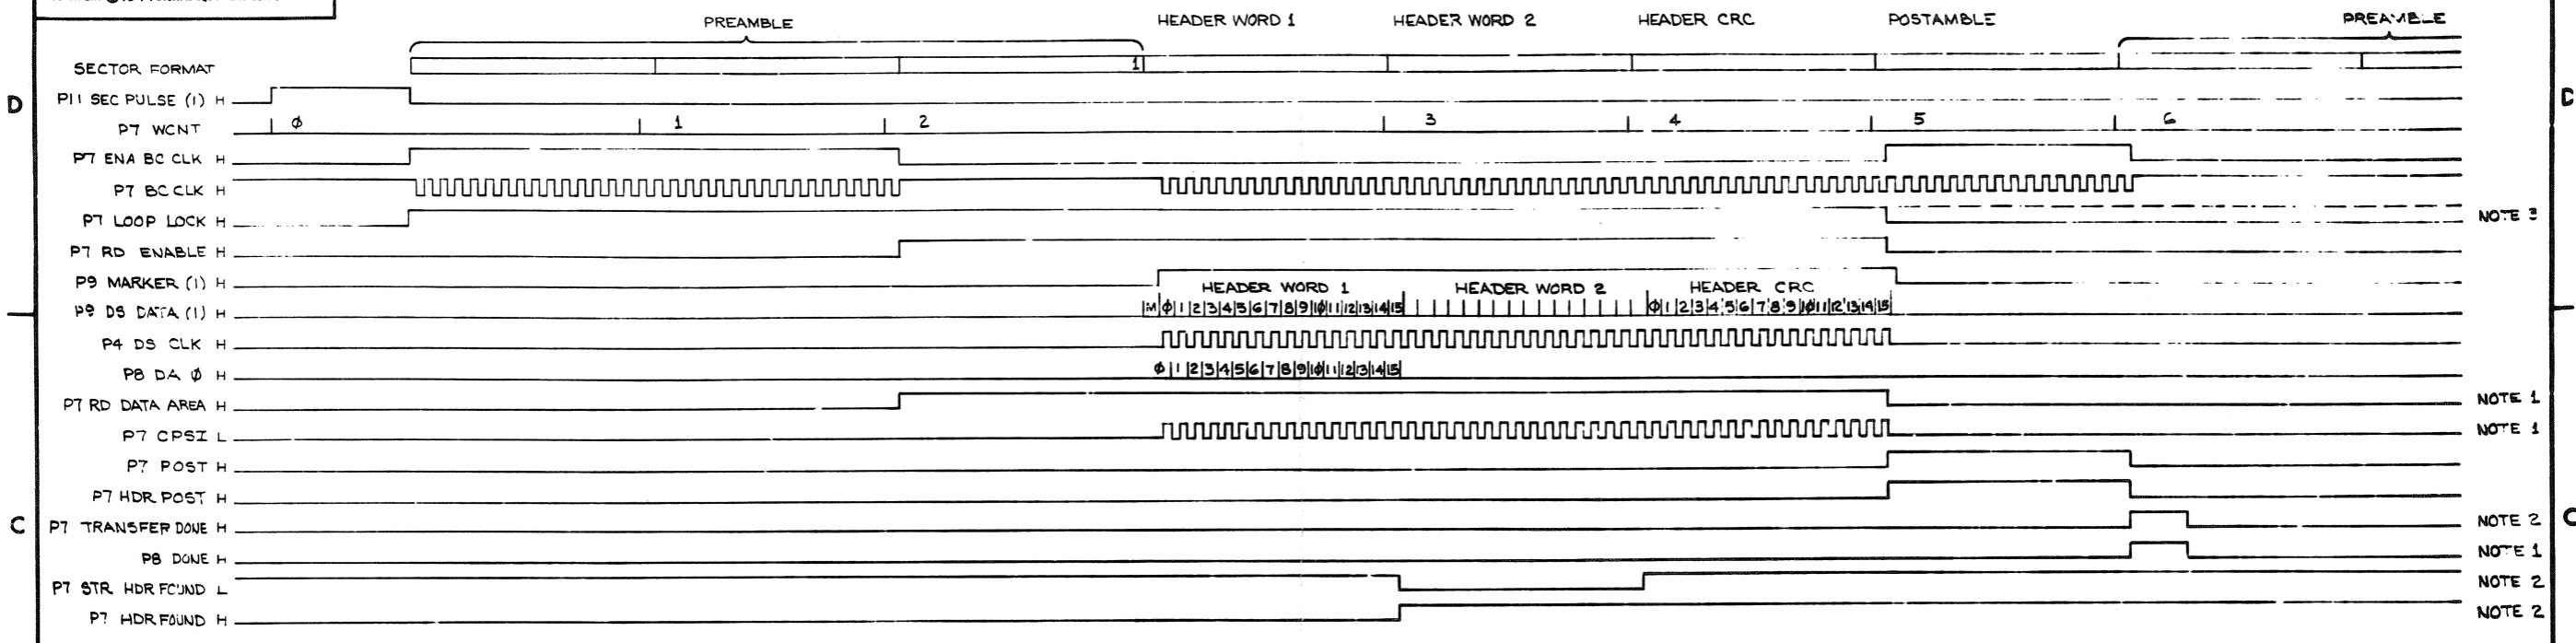 PREAMBLE HEADER WORD 1 HEADER WORD 2 HEADER CRC POSTAMBLE PREAMBLE
SECTOR FORMAT 1
D P11 SEC PULSE (1) H D
P7 WCNT φ 1 2 3 4 5 6
P7 ENA BC CLK H
P7 BC CLK H
P7 LOOP LOCK H NOTE 3
P7 RD ENABLE H
P9 MARKER (1) H
HEADER WORD 1 HEADER WORD 2 HEADER CRC
P9 DS DATA (1) H M φ 1 2 3 4 5 6 7 8 9 1φ 11 12 13 14 15 φ 1 2 3 4 5 6 7 8 9 1φ 11 12 13 14 15
P4 DS CLK H
P8 DA φ H φ 1 2 3 4 5 6 7 8 9 1φ 11 12 13 14 15
P7 RD DATA AREA H NOTE 1
P7 CPSI L NOTE 1
P7 POST H
P7 HDR POST H
C P7 TRANSFER DONE H NOTE 2 C
P8 DONE H NOTE 1
P7 STR HDR FOUND L NOTE 2
P7 HDR FOUND H NOTE 2